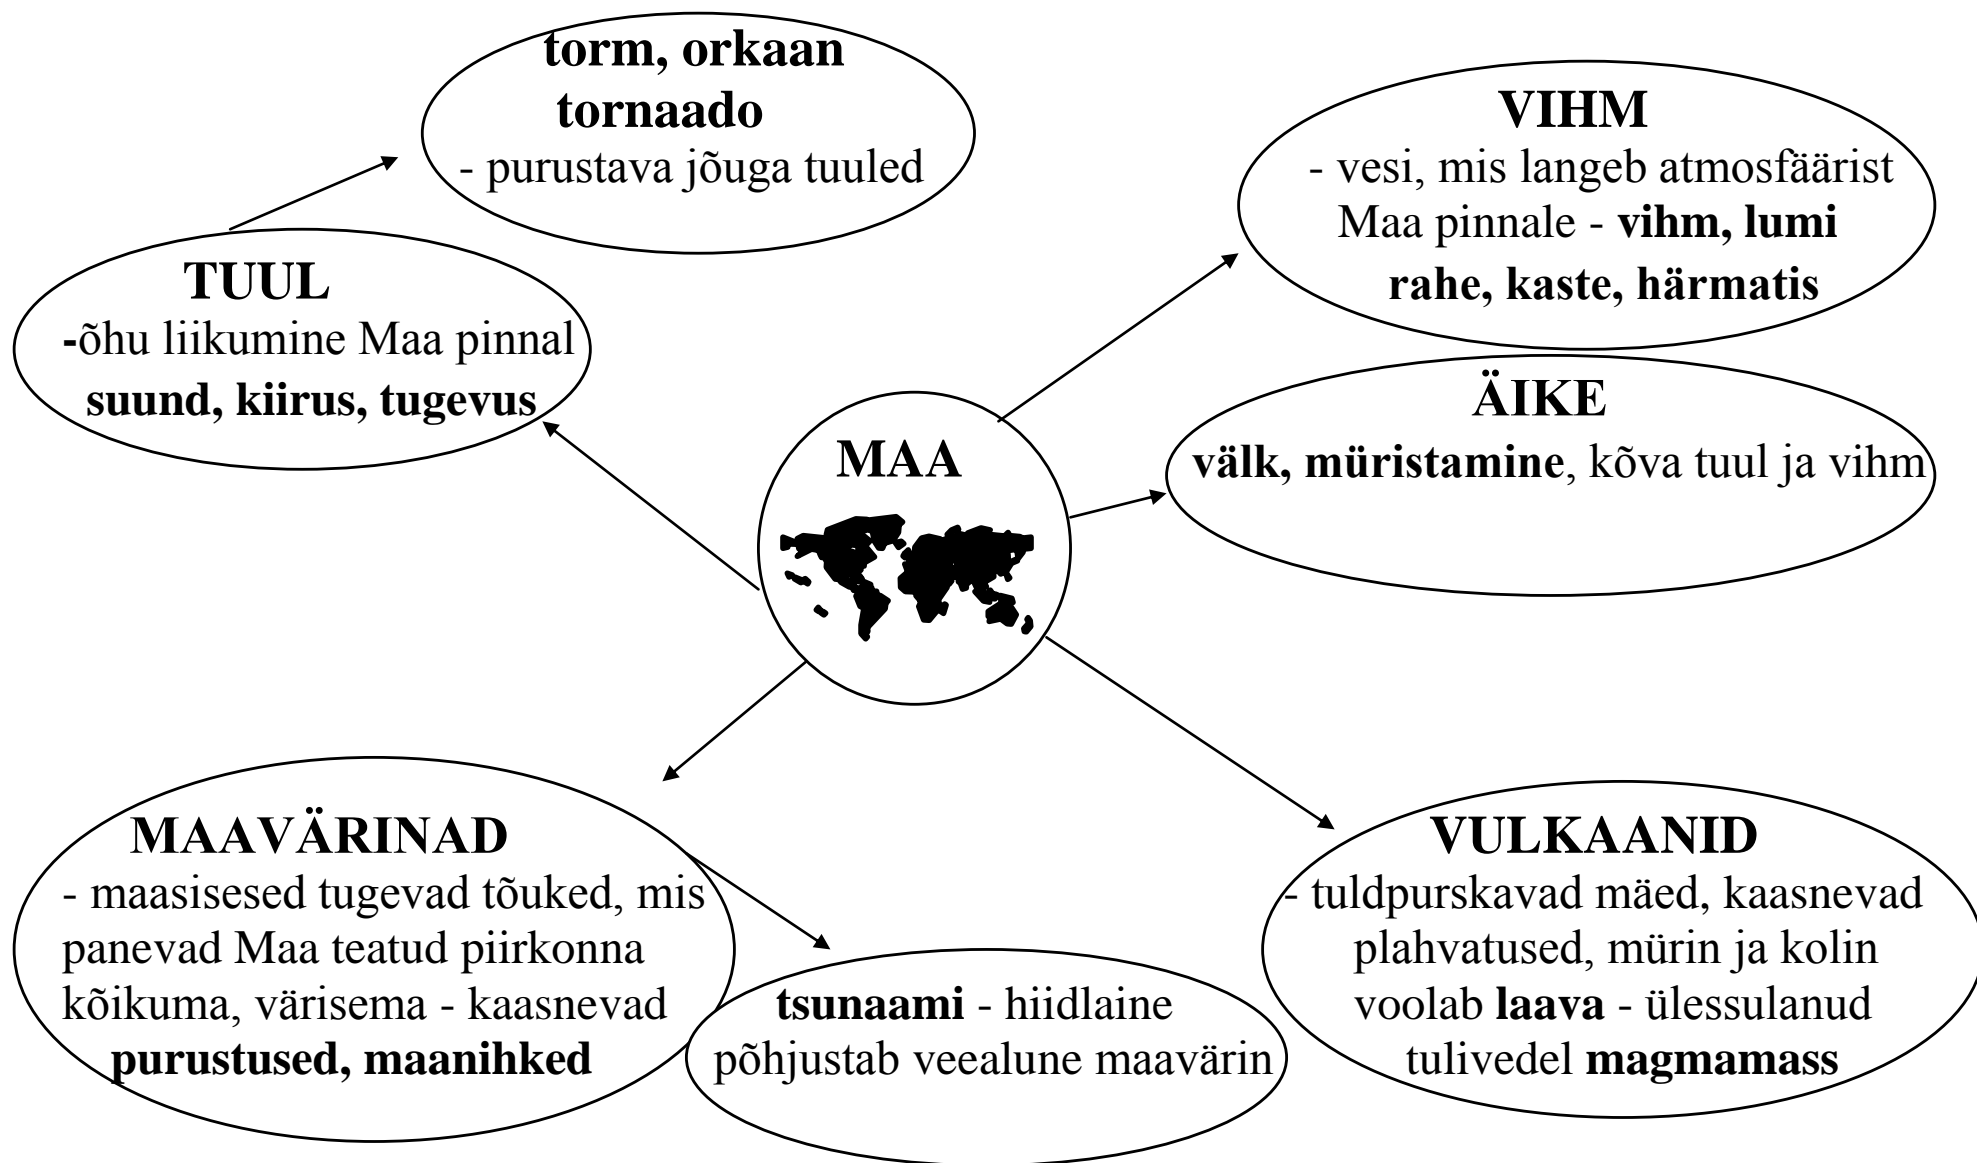 torm, orkaan
tornaado
- purustava jõuga tuuled
VIHM
- vesi, mis langeb atmosfäärist
Maa pinnale - vihm, lumi
rahe, kaste, härmatis
TUUL
-õhu liikumine Maa pinnal
suund, kiirus, tugevus
ÄIKE
välk, müristamine, kõva tuul ja vihm
MAA
MAAVÄRINAD
- maasisesed tugevad tõuked, mis
panevad Maa teatud piirkonna
kõikuma, värisema - kaasnevad
purustused, maanihked
tsunaami - hiidlaine
põhjustab veealune maavärin
VULKAANID
- tuldpurskavad mäed, kaasnevad
plahvatused, mürin ja kolin
voolab laava - ülessulanud
tulivedel magmamass